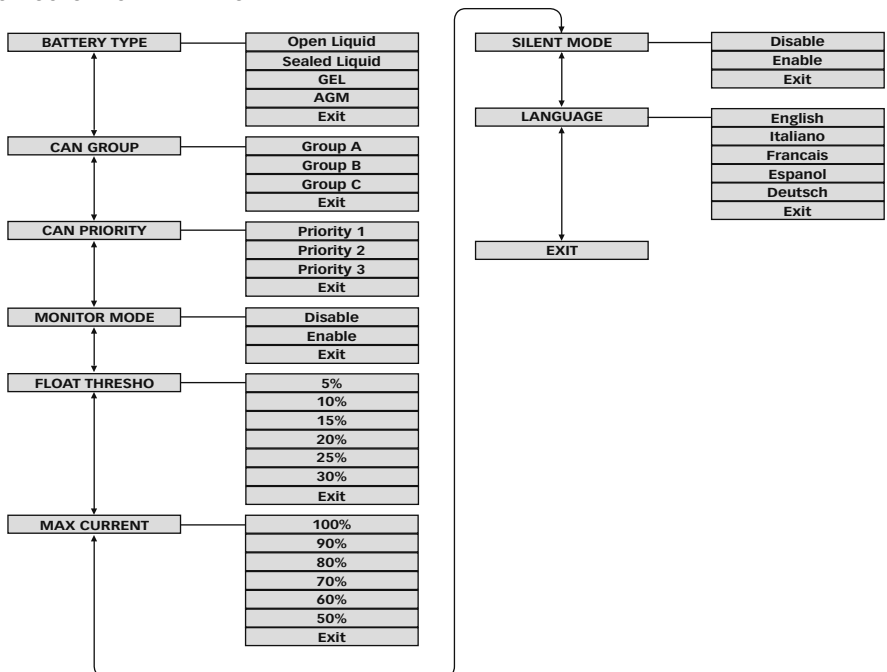 BATTERY TYPE
Open Liquid
Sealed Liquid
GEL
AGM
Exit
CAN GROUP
Group A
Group B
Group C
Exit
CAN PRIORITY
Priority 1
Priority 2
Priority 3
Exit
MONITOR MODE
Disable
Enable
Exit
FLOAT THRESHO
5%
10%
15%
20%
25%
30%
Exit
MAX CURRENT
100%
90%
80%
70%
60%
50%
Exit
SILENT MODE
Disable
Enable
Exit
LANGUAGE
English
Italiano
Francais
Espanol
Deutsch
Exit
EXIT